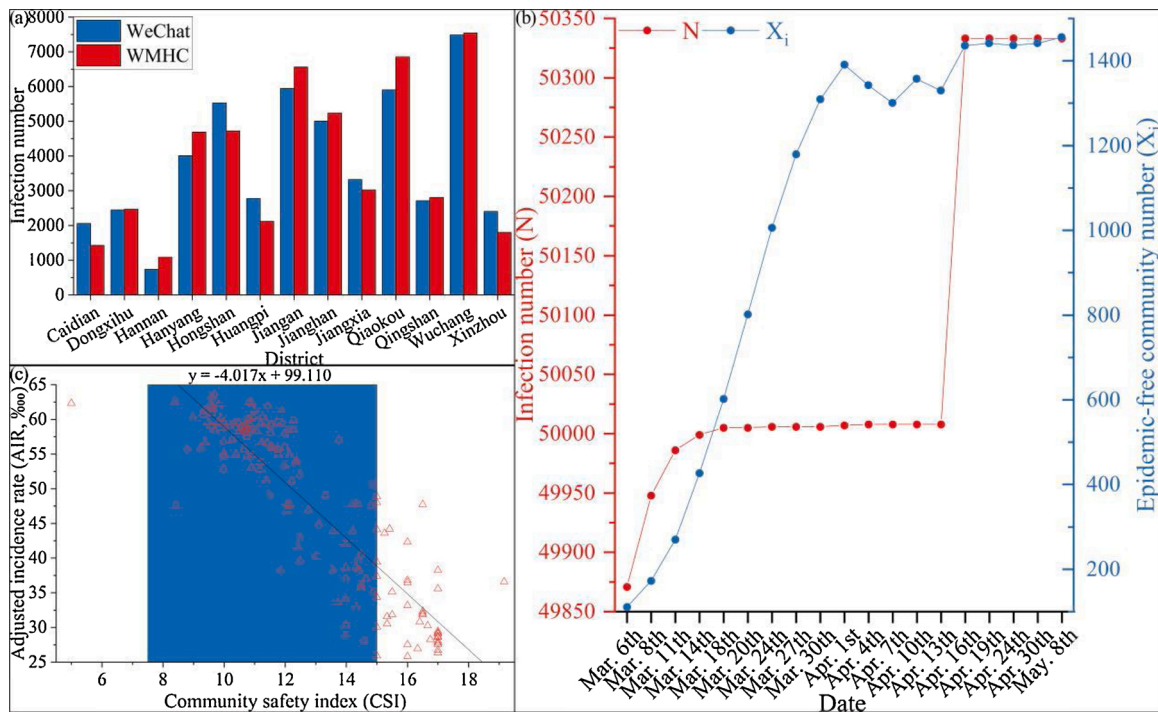 (a)
WeChat
WMHC
Infection number
8000
7000
6000
5000
4000
3000
2000
1000
0
Caidian
Dongxihu
Hannan
Hanyang
Hongshan
Huangpi
Jiangan
Jianghan
Jiangxia
Qiaokou
Qingshan
Wuchang
Xinzhou
District
(b)
N
Xi
Infection number (N)
50350
50300
50250
50200
50150
50100
50050
50000
49950
49900
49850
Epidemic-free community number (Xi)
1400
1200
1000
800
600
400
200
Mar. 6th
Mar. 8th
Mar. 11th
Mar. 14th
Mar. 18th
Mar. 20th
Mar. 24th
Mar. 27th
Mar. 30th
Apr. 1st
Apr. 4th
Apr. 7th
Apr. 10th
Apr. 13th
Apr. 16th
Apr. 19th
Apr. 24th
Apr. 30th
May. 8th
Date
(c)
y = -4.017x + 99.110
Adjusted incidence rate (AIR, ‱)
65
60
55
50
45
40
35
30
25
6
8
10
12
14
16
18
Community safety index (CSI)